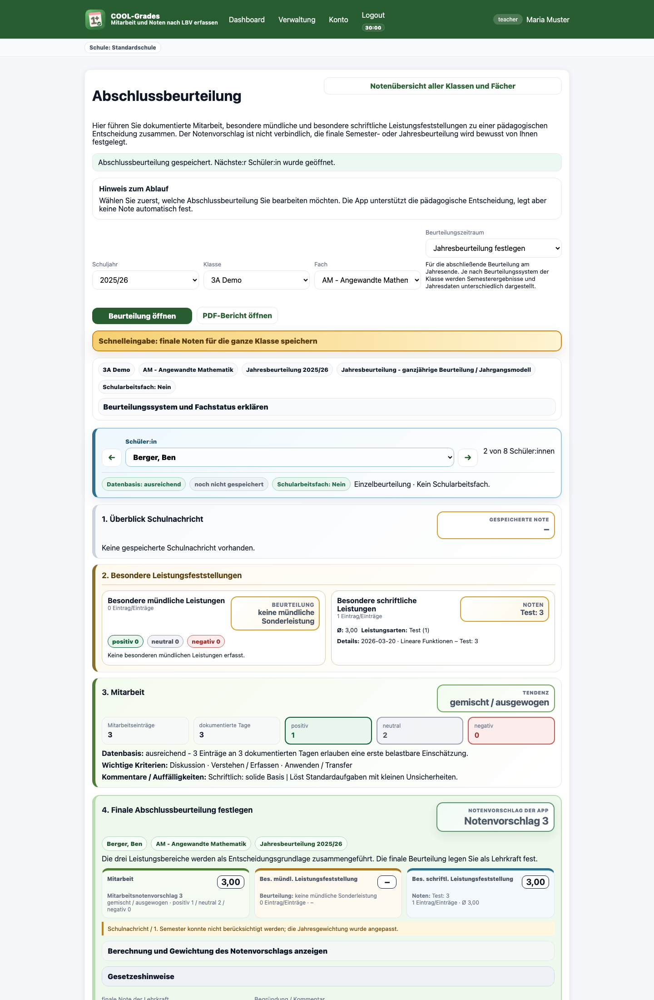 COOL-Grades
Mitarbeit und Noten nach LBV erfassen
Dashboard
Verwaltung
Konto
Logout
30:00
teacher
Maria Muster
Schule: Standardschule
Abschlussbeurteilung
Notenübersicht aller Klassen und Fächer
Hier führen Sie dokumentierte Mitarbeit, besondere mündliche und besondere schriftliche Leistungsfeststellungen zu einer pädagogischen
Entscheidung zusammen. Der Notenvorschlag ist nicht verbindlich, die finale Semester- oder Jahresbeurteilung wird bewusst von Ihnen
festgelegt.
Abschlussbeurteilung gespeichert. Nächste:r Schüler:in wurde geöffnet.
Hinweis zum Ablauf
Wählen Sie zuerst, welche Abschlussbeurteilung Sie bearbeiten möchten. Die App unterstützt die pädagogische Entscheidung, legt aber
keine Note automatisch fest.
Schuljahr
2025/26
Klasse
3A Demo
Fach
AM - Angewandte Mathen
Beurteilungszeitraum
Jahresbeurteilung festlegen
Für die abschließende Beurteilung am
Jahresende. Je nach Beurteilungssystem der
Klasse werden Semesterergebnisse und
Jahresdaten unterschiedlich dargestellt.
Beurteilung öffnen
PDF-Bericht öffnen
Schnelleingabe: finale Noten für die ganze Klasse speichern
3A Demo
AM - Angewandte Mathematik
Jahresbeurteilung 2025/26
Jahresbeurteilung - ganzjährige Beurteilung / Jahrgangsmodell
Schularbeitsfach: Nein
Beurteilungssystem und Fachstatus erklären
Schüler:in
←
Berger, Ben
→
2 von 8 Schüler:innen
Datenbasis: ausreichend
noch nicht gespeichert
Schularbeitsfach: Nein
Einzelbeurteilung · Kein Schularbeitsfach.
1. Überblick Schulnachricht
GESPEICHERTE NOTE
–
Keine gespeicherte Schulnachricht vorhanden.
2. Besondere Leistungsfeststellungen
Besondere mündliche Leistungen
0 Eintrag/Einträge
BEURTEILUNG
keine mündliche
Sonderleistung
positiv 0
neutral 0
negativ 0
Keine besonderen mündlichen Leistungen erfasst.
Besondere schriftliche
Leistungen
1 Eintrag/Einträge
NOTEN
Test: 3
Ø: 3,00 Leistungsarten: Test (1)
Details: 2026-03-20 · Lineare Funktionen – Test: 3
3. Mitarbeit
TENDENZ
gemischt / ausgewogen
Mitarbeitseinträge
3
dokumentierte Tage
3
positiv
1
neutral
2
negativ
0
Datenbasis: ausreichend - 3 Einträge an 3 dokumentierten Tagen erlauben eine erste belastbare Einschätzung.
Wichtige Kriterien: Diskussion · Verstehen / Erfassen · Anwenden / Transfer
Kommentare / Auffälligkeiten: Schriftlich: solide Basis | Löst Standardaufgaben mit kleinen Unsicherheiten.
4. Finale Abschlussbeurteilung festlegen
NOTENVORSCHLAG DER APP
Notenvorschlag 3
Berger, Ben
AM - Angewandte Mathematik
Jahresbeurteilung 2025/26
Die drei Leistungsbereiche werden als Entscheidungsgrundlage zusammengeführt. Die finale Beurteilung legen Sie als Lehrkraft fest.
Mitarbeit
3,00
Mitarbeitsnotenvorschlag 3
gemischt / ausgewogen · positiv 1 / neutral 2 /
negativ 0
Bes. mündl. Leistungsfeststellung
–
Beurteilung: keine mündliche Sonderleistung
0 Eintrag/Einträge · –
Bes. schriftl. Leistungsfeststellung
3,00
Noten: Test: 3
1 Eintrag/Einträge · Ø 3,00
Schulnachricht / 1. Semester konnte nicht berücksichtigt werden; die Jahresgewichtung wurde angepasst.
Berechnung und Gewichtung des Notenvorschlags anzeigen
Gesetzeshinweise
finale Note der Lehrkraft
Begründung / Kommentar